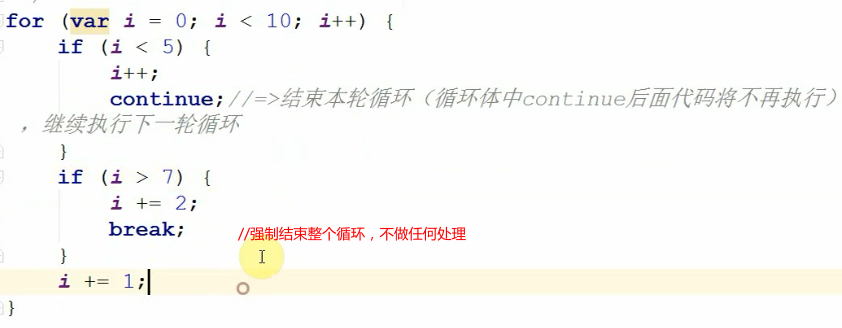 for (var i = 0; i < 10; i++) {
if (i < 5) {
i++;
continue;//=>结束本轮循环（循环体中continue后面代码将不再执行）
，继续执行下一轮循环
}
if (i > 7) {
i += 2;
break; //强制结束整个循环，不做任何处理
}
i += 1;
}